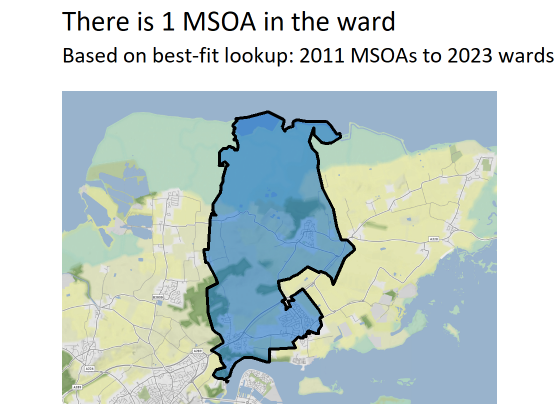 There is 1 MSOA in the ward
Based on best-fit lookup: 2011 MSOAs to 2023 wards